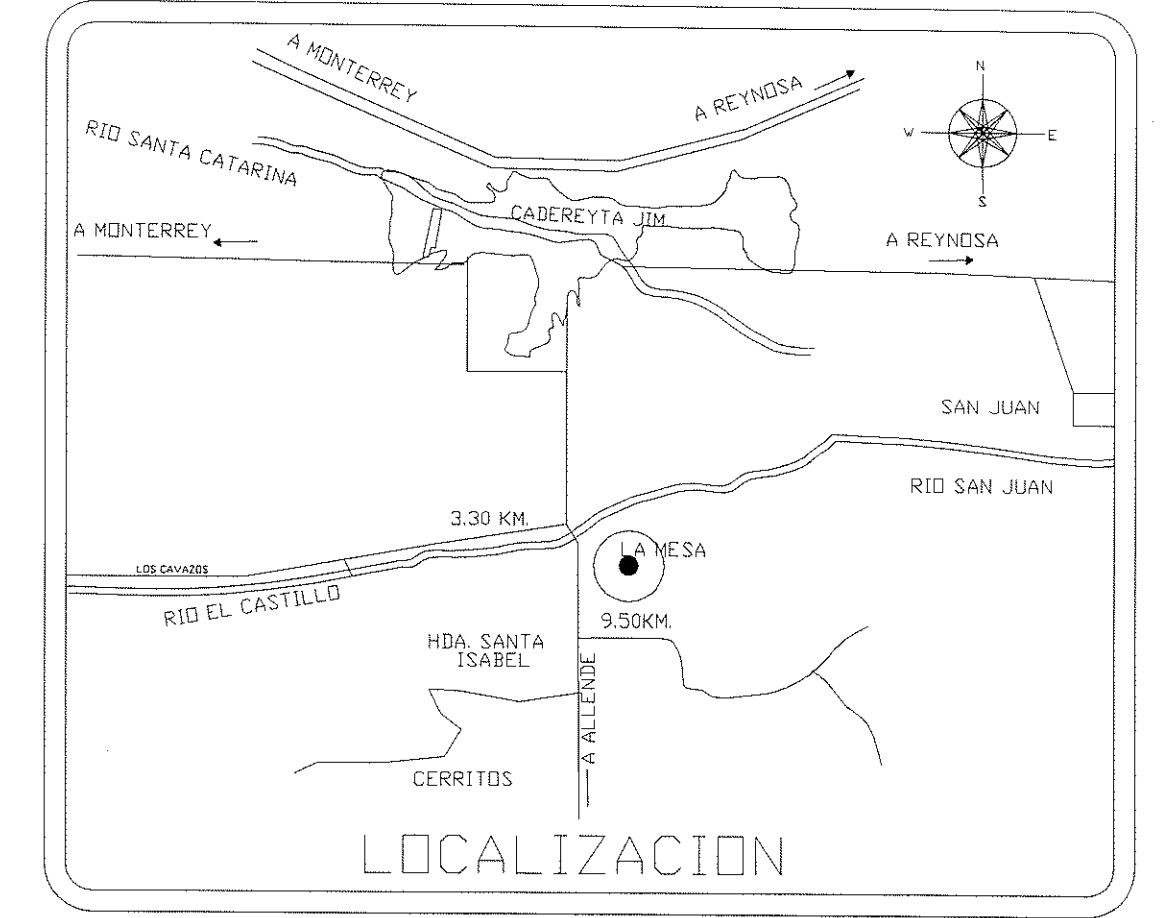 A MONTERREY
A REYNOSA
N
W
E
S
RIO SANTA CATARINA
CADEREYTA JIM
A MONTERREY
A REYNOSA
SAN JUAN
RIO SAN JUAN
3.30 KM.
LA MESA
LOS CAVAZOS
RIO EL CASTILLO
9.50KM.
HDA. SANTA
ISABEL
A ALLENDE
CERRITOS
LOCALIZACION